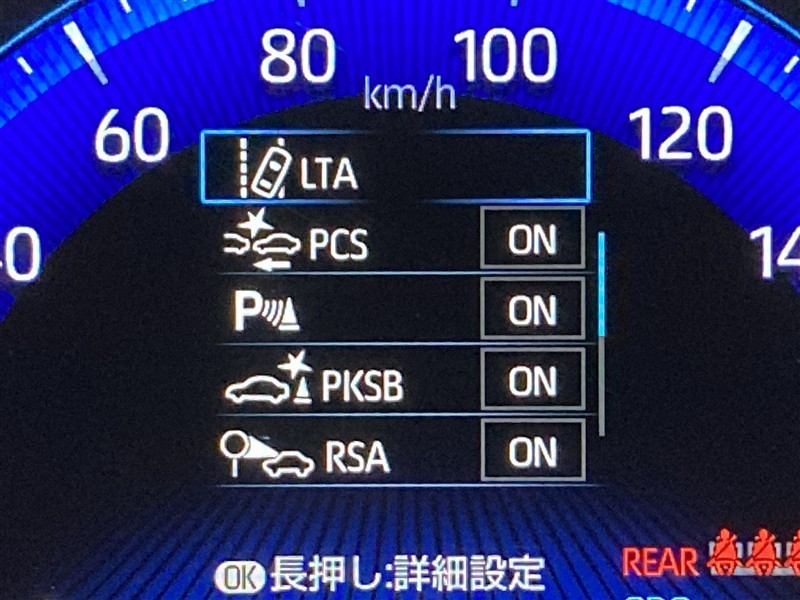 80 100
km/h
60 120
LTA
PCS ON
P ON
PKSB ON
RSA ON
OK 長押し:詳細設定
REAR